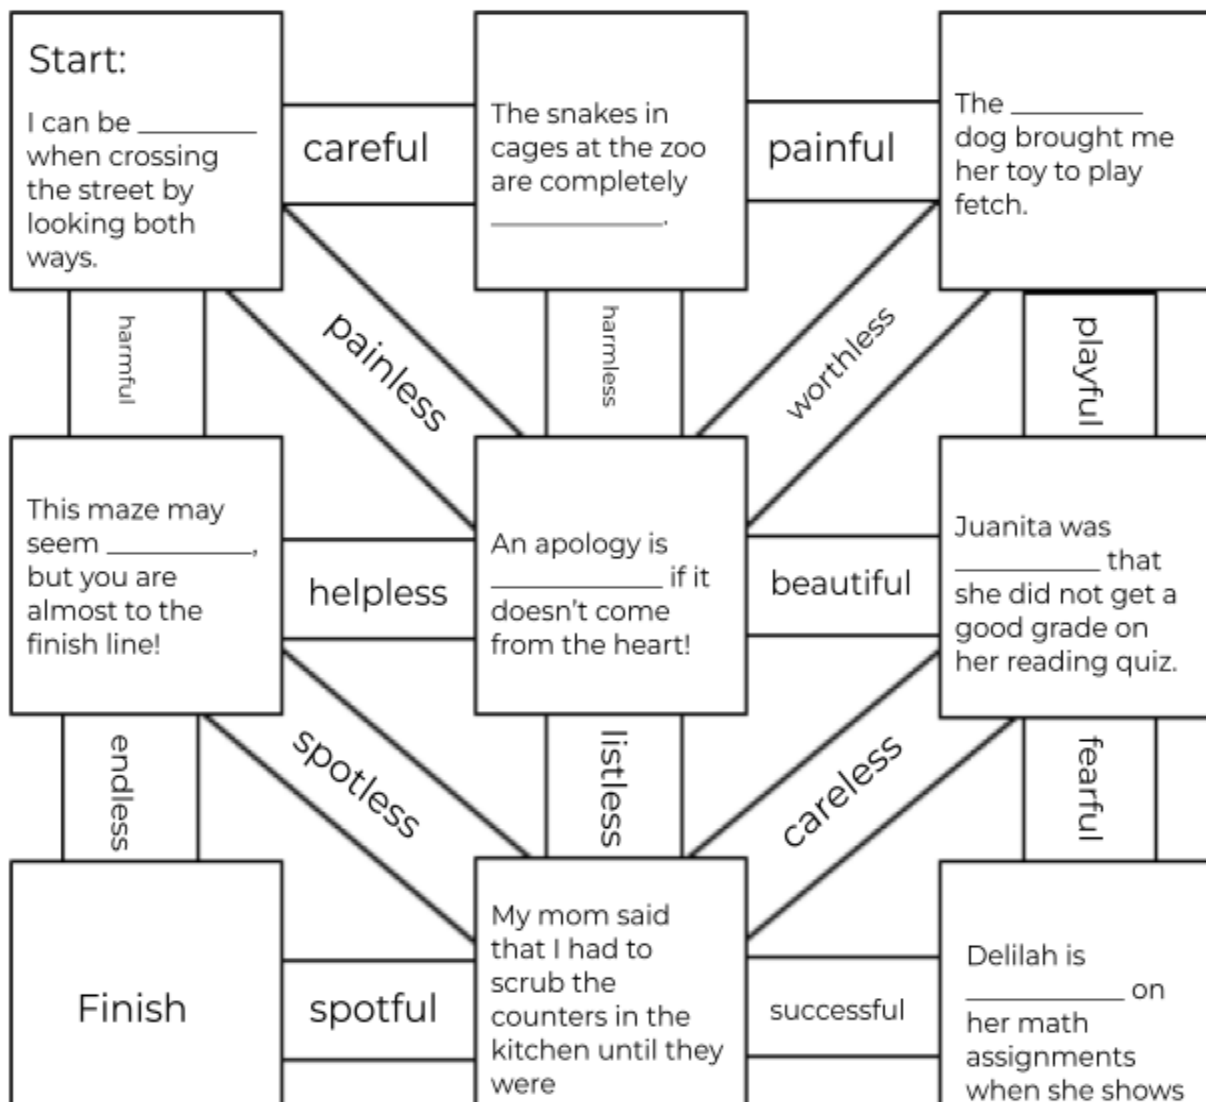 Start:
I can be _________
when crossing
the street by
looking both
ways.
careful
The snakes in
cages at the zoo
are completely
_____________.
painful
The __________
dog brought me
her toy to play
fetch.
harmful
painless
harmless
worthless
playful
This maze may
seem ___________,
but you are
almost to the
finish line!
helpless
An apology is
_____________ if it
doesn't come
from the heart!
beautiful
Juanita was
___________ that
she did not get a
good grade on
her reading quiz.
endless
spotless
listless
careless
fearful
Finish
spotful
My mom said
that I had to
scrub the
counters in the
kitchen until they
were
successful
Delilah is
____________ on
her math
assignments
when she shows